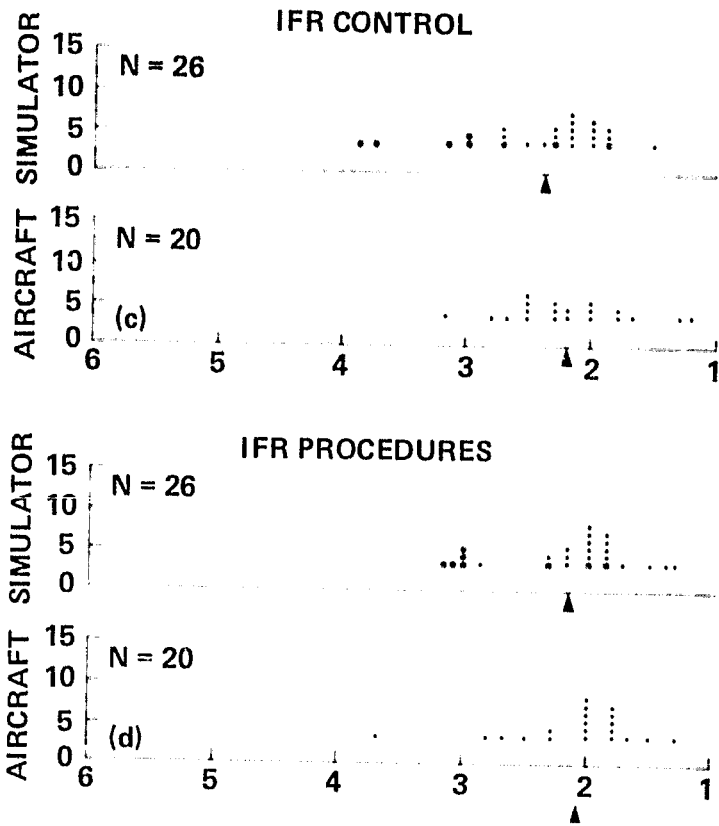 IFR CONTROL
SIMULATOR
15
10
5
0
N = 26
AIRCRAFT
15
10
5
0
N = 20
(c)
6 5 4 3 2 1
IFR PROCEDURES
SIMULATOR
15
10
5
0
N = 26
AIRCRAFT
15
10
5
0
N = 20
(d)
6 5 4 3 2 1